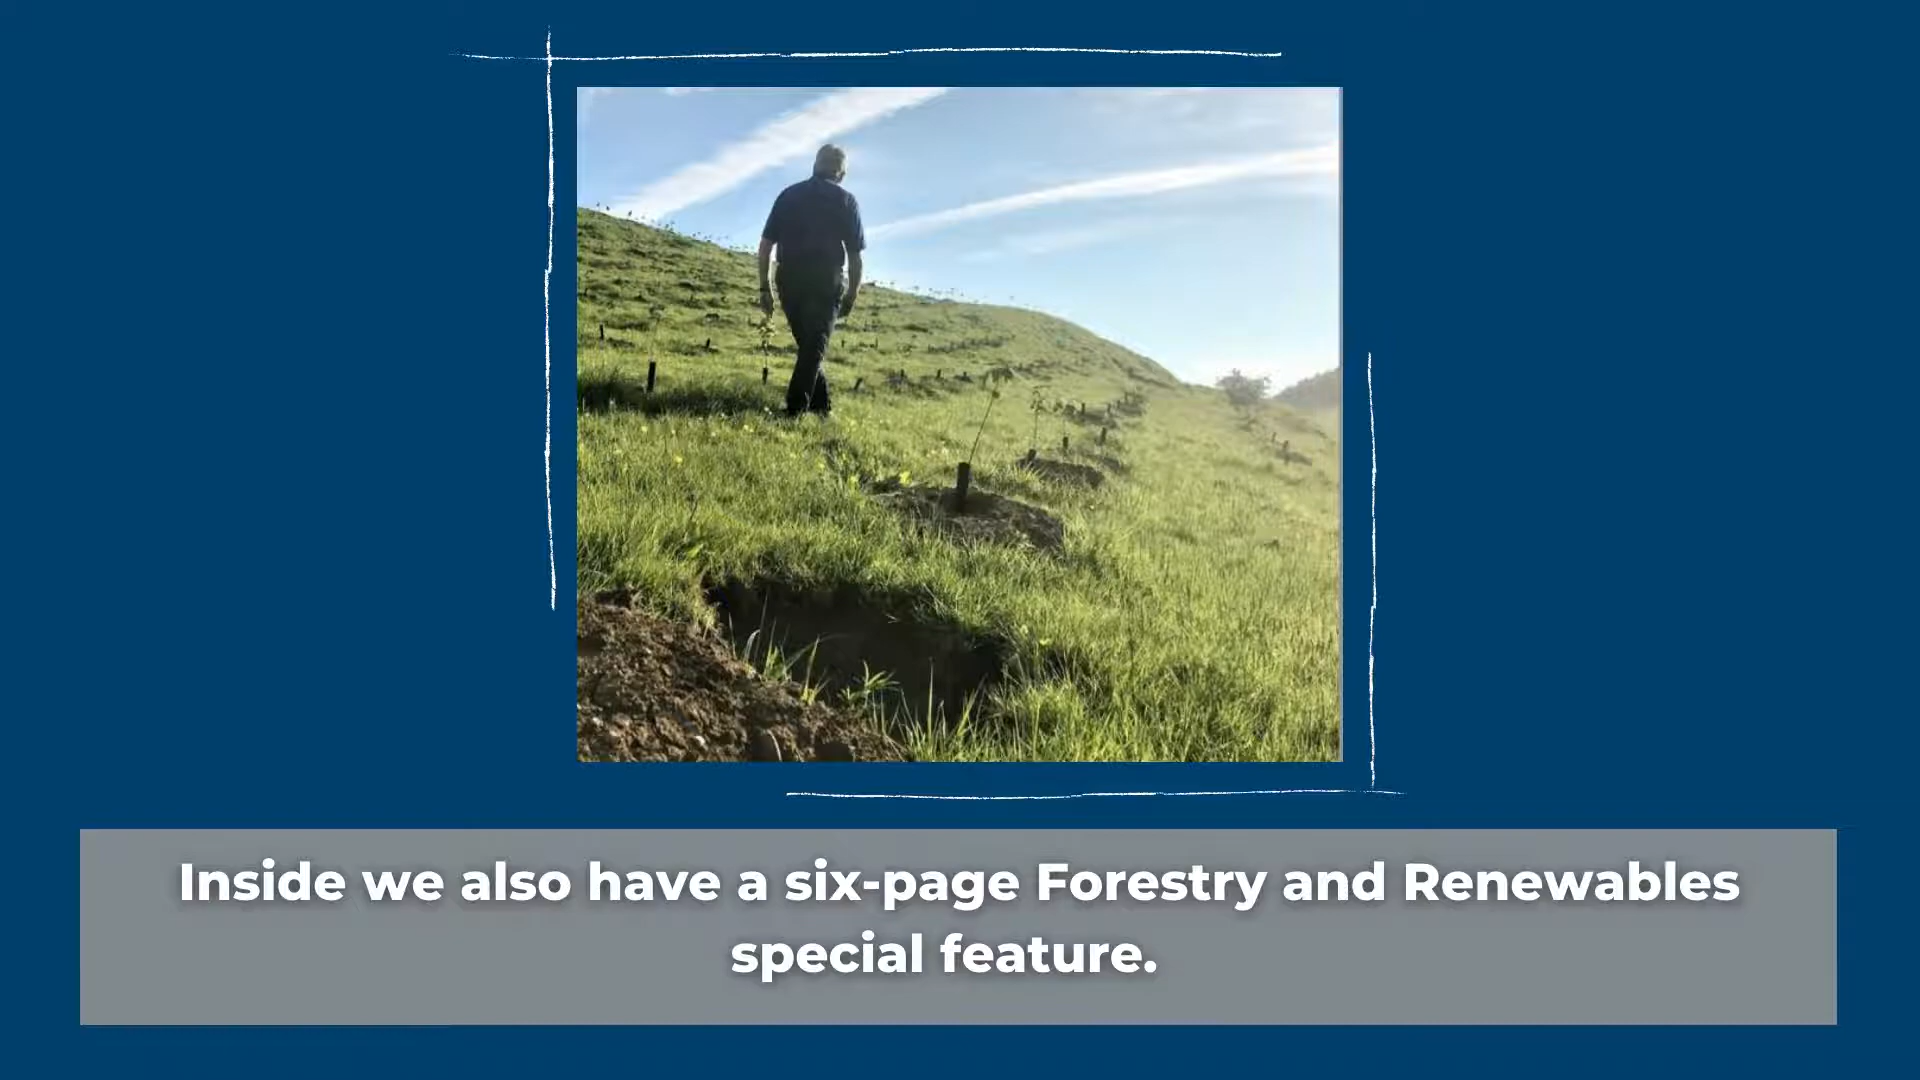 Inside we also have a six-page Forestry and Renewables
special feature.